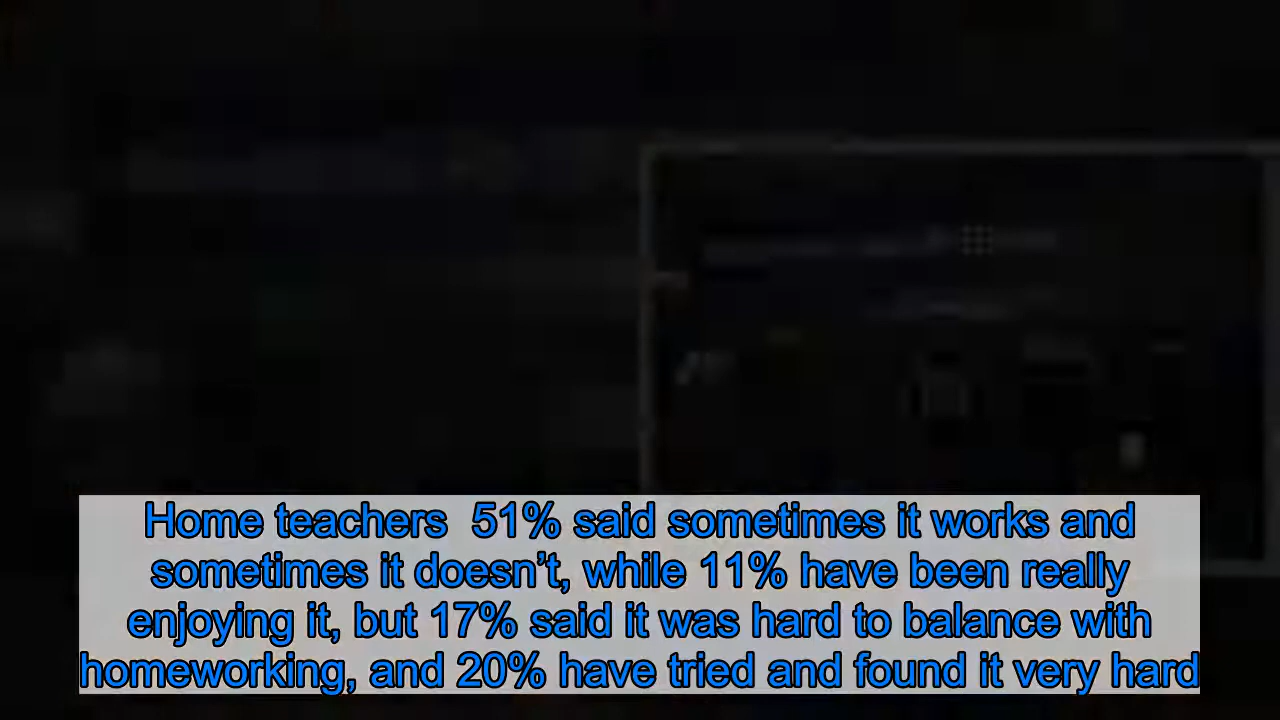 Home teachers  51% said sometimes it works and
sometimes it doesn’t, while 11% have been really
enjoying it, but 17% said it was hard to balance with
homeworking, and 20% have tried and found it very hard